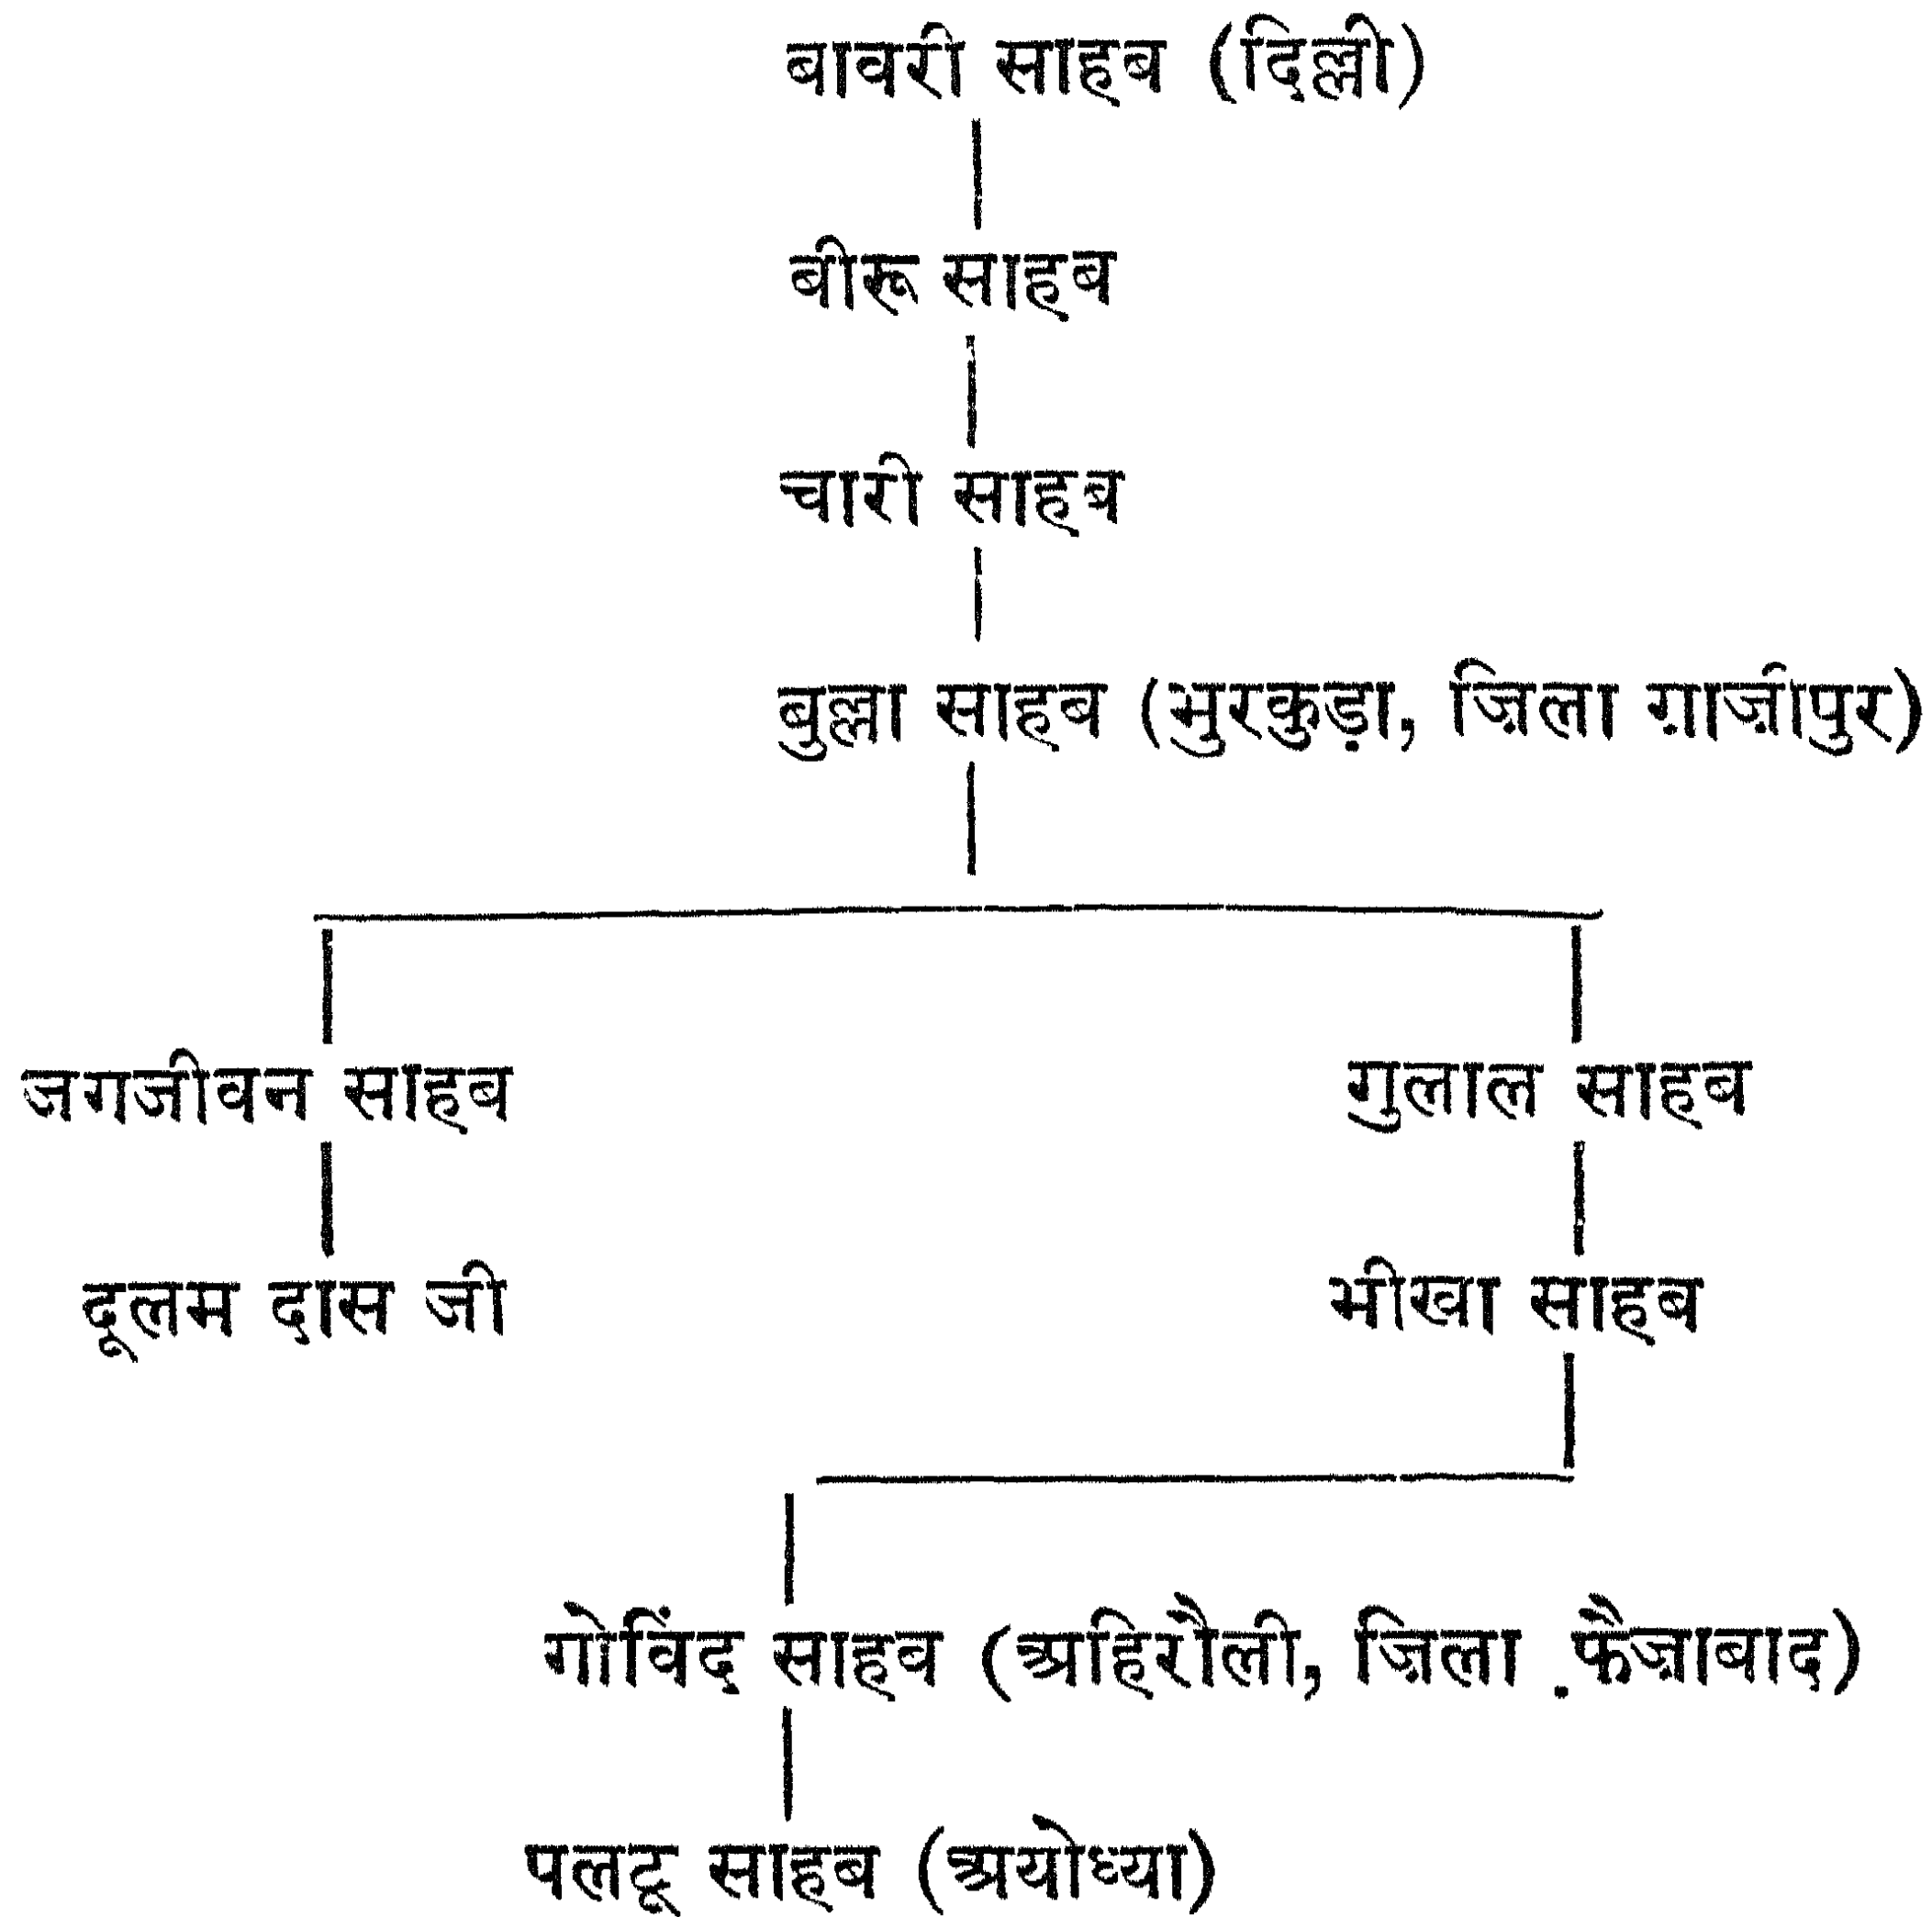 बावरी साहब (दिल्ली)
बीरू साहब
चारी साहब
बुल्ला साहब (भुरकुड़ा, ज़िला ग़ाज़ीपुर)
जगजीवन साहब गुलाल साहब
दूलम दास जी भीखा साहब
गोविंद साहब (अहिरौली, ज़िला फ़ैज़ाबाद)
पलटू साहब (अयोध्या)